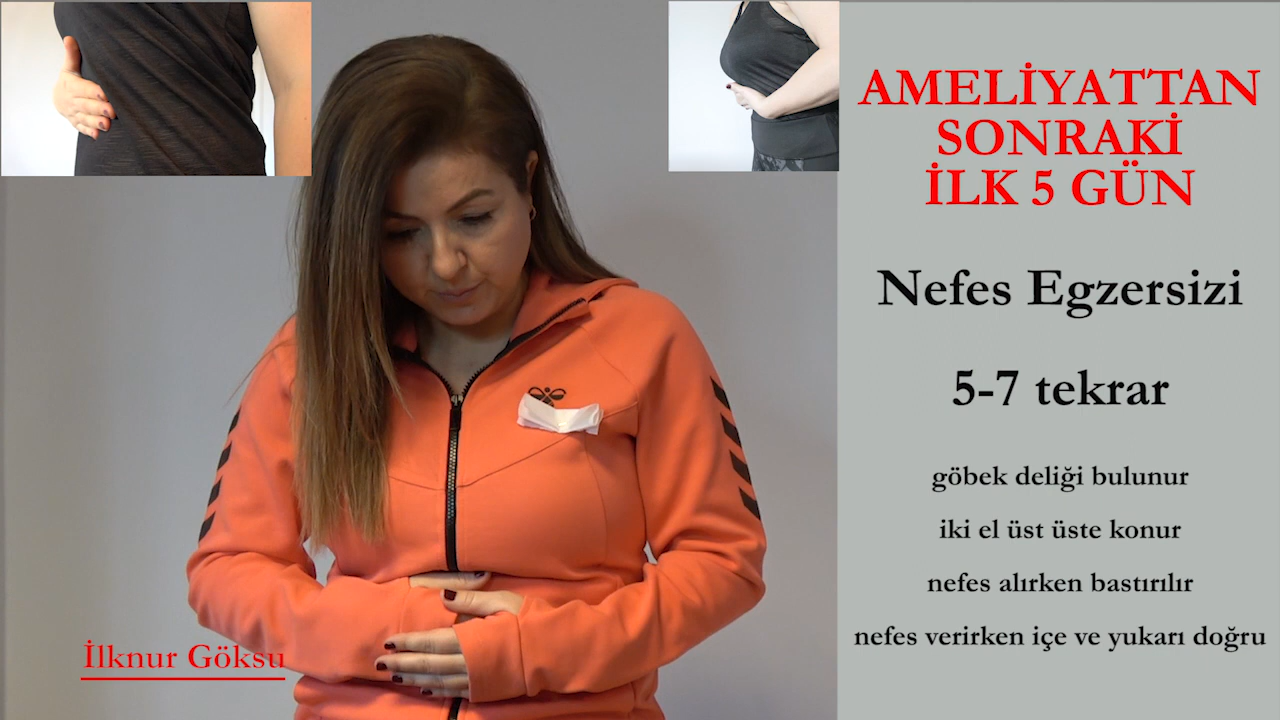 AMELİYATTAN
SONRAKİ
İLK 5 GÜN
Nefes Egzersizi
5-7 tekrar
göbek deliği bulunur
iki el üst üste konur
nefes alırken bastırılır
nefes verirken içe ve yukarı doğru
İlknur Göksu